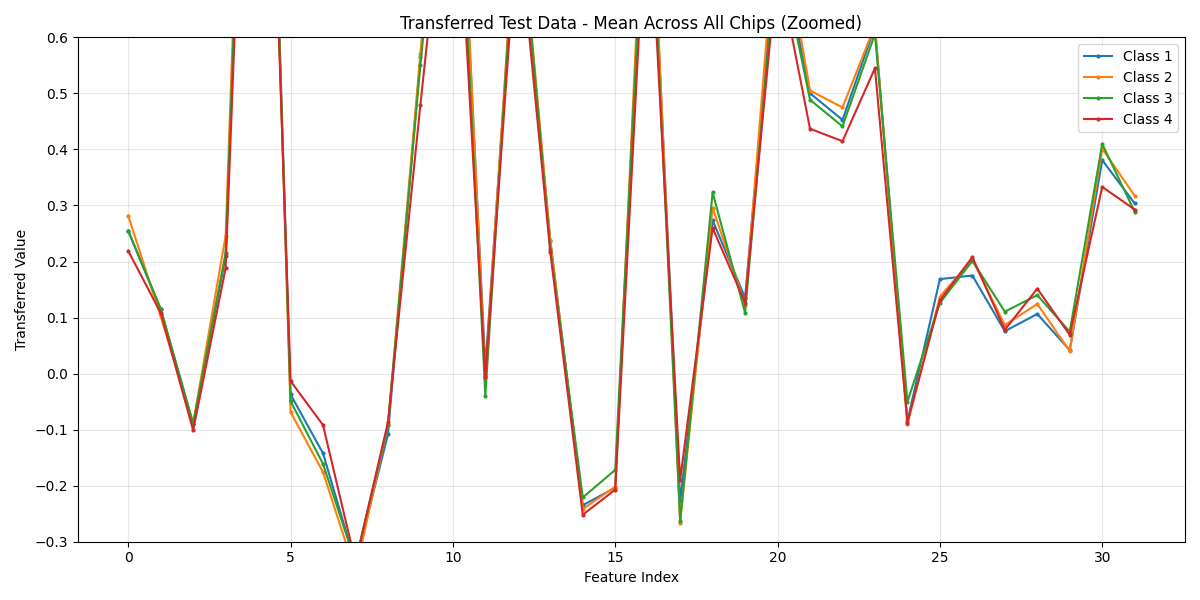 Transferred Test Data - Mean Across All Chips (Zoomed)
Transferred Value
0.6
0.5
0.4
0.3
0.2
0.1
0.0
−0.1
−0.2
−0.3
Class 1
Class 2
Class 3
Class 4
0 5 10 15 20 25 30
Feature Index